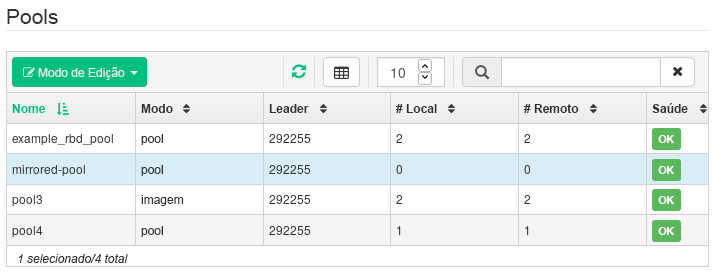 Pools
Modo de Edição 10
Nome Modo Leader # Local # Remoto Saúde
example_rbd_pool pool 292255 2 2 OK
mirrored-pool pool 292255 0 0 OK
pool3 imagem 292255 2 2 OK
pool4 pool 292255 1 1 OK
1 selecionado/4 total